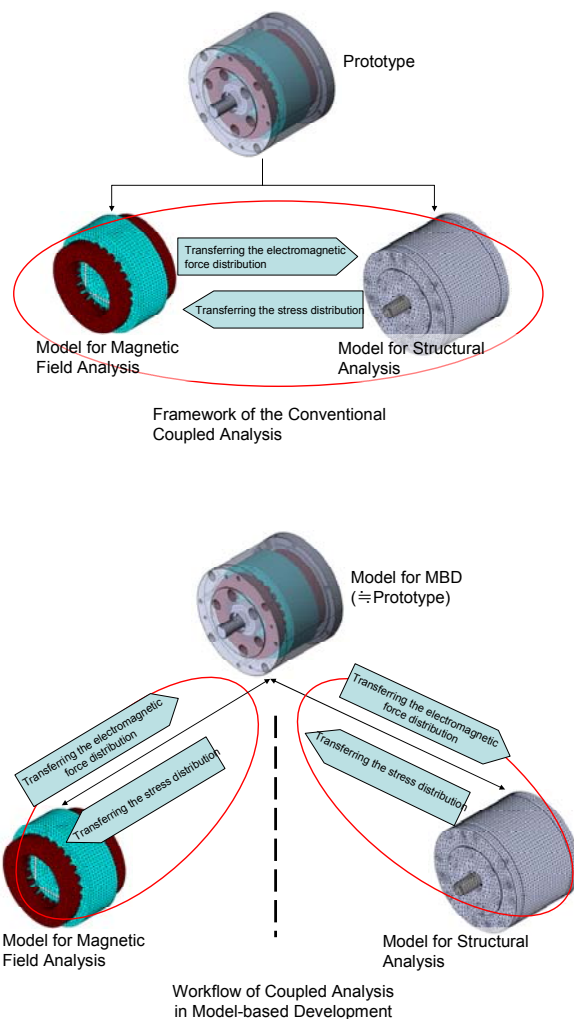 Prototype
Transferring the electromagnetic
force distribution
Transferring the stress distribution
Model for Magnetic
Field Analysis
Model for Structural
Analysis
Framework of the Conventional
Coupled Analysis
Model for MBD
(≒Prototype)
Transferring the electromagnetic
force distribution
Transferring the stress distribution
Transferring the electromagnetic
force distribution
Transferring the stress distribution
Model for Magnetic
Field Analysis
Model for Structural
Analysis
Workflow of Coupled Analysis
in Model-based Development